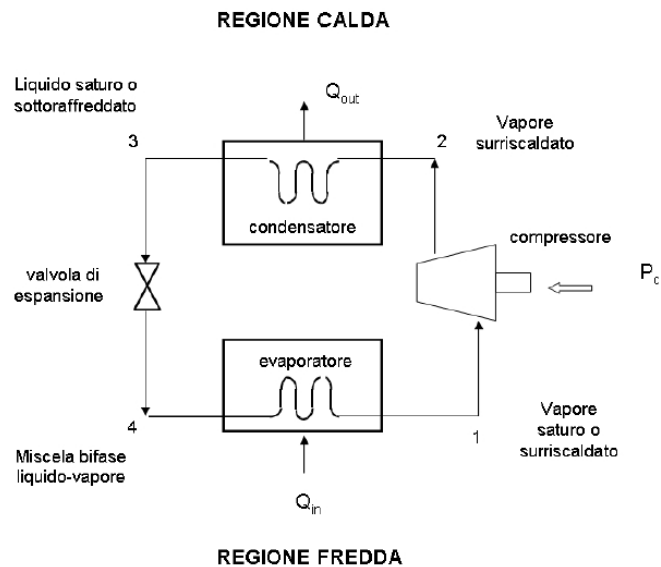 REGIONE CALDA
Liquido saturo o
sottoraffreddato
Qout
Vapore
surriscaldato
3
2
condensatore
compressore
valvola di
espansione
Pc
evaporatore
4
1
Vapore
saturo o
surriscaldato
Miscela bifase
liquido-vapore
Qin
REGIONE FREDDA